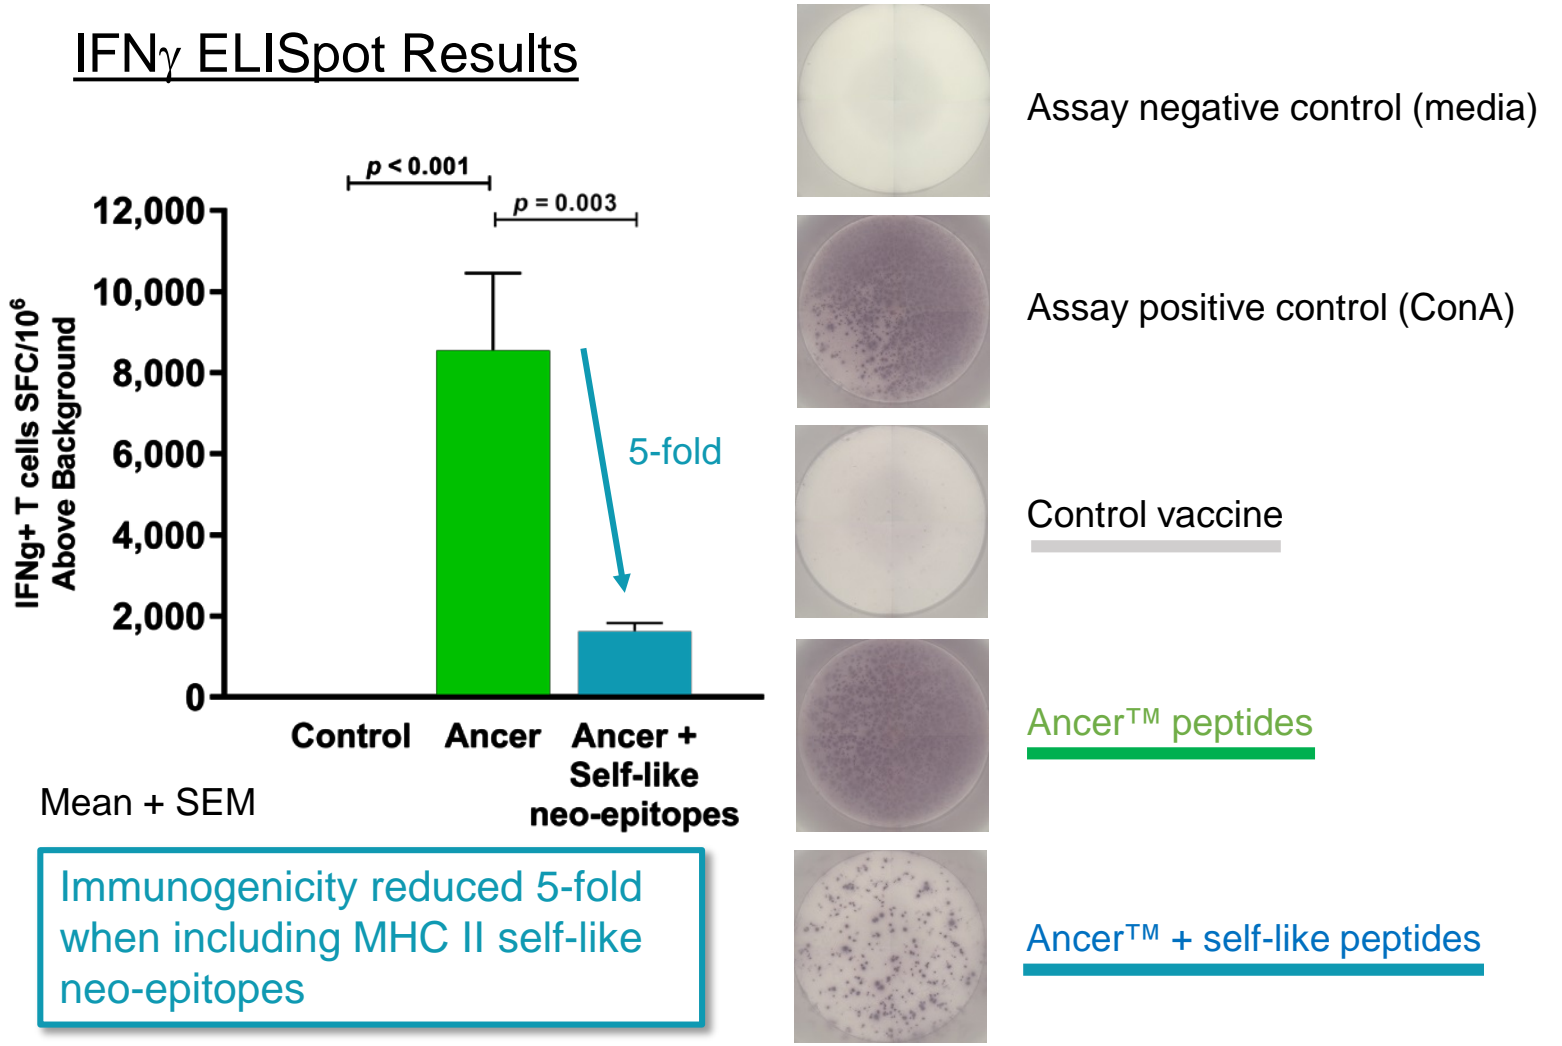 IFNγ ELISpot Results
p < 0.001
p = 0.003
12,000
10,000
8,000
6,000
4,000
2,000
0
IFNg+ T cells SFC/10⁶
Above Background
5-fold
Control
Ancer
Ancer +
Self-like
neo-epitopes
Mean + SEM
Immunogenicity reduced 5-fold
when including MHC II self-like
neo-epitopes
Assay negative control (media)
Assay positive control (ConA)
Control vaccine
Ancer™ peptides
Ancer™ + self-like peptides